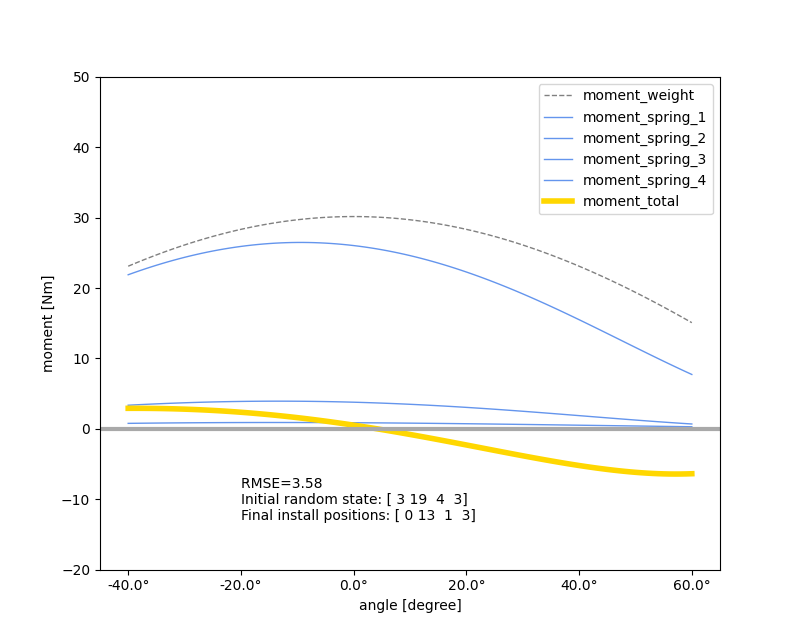 50
40
30
20
10
0
−10
−20
moment [Nm]
moment_weight
moment_spring_1
moment_spring_2
moment_spring_3
moment_spring_4
moment_total
RMSE=3.58
Initial random state: [ 3 19  4  3]
Final install positions: [ 0 13  1  3]
-40.0° -20.0° 0.0° 20.0° 40.0° 60.0°
angle [degree]